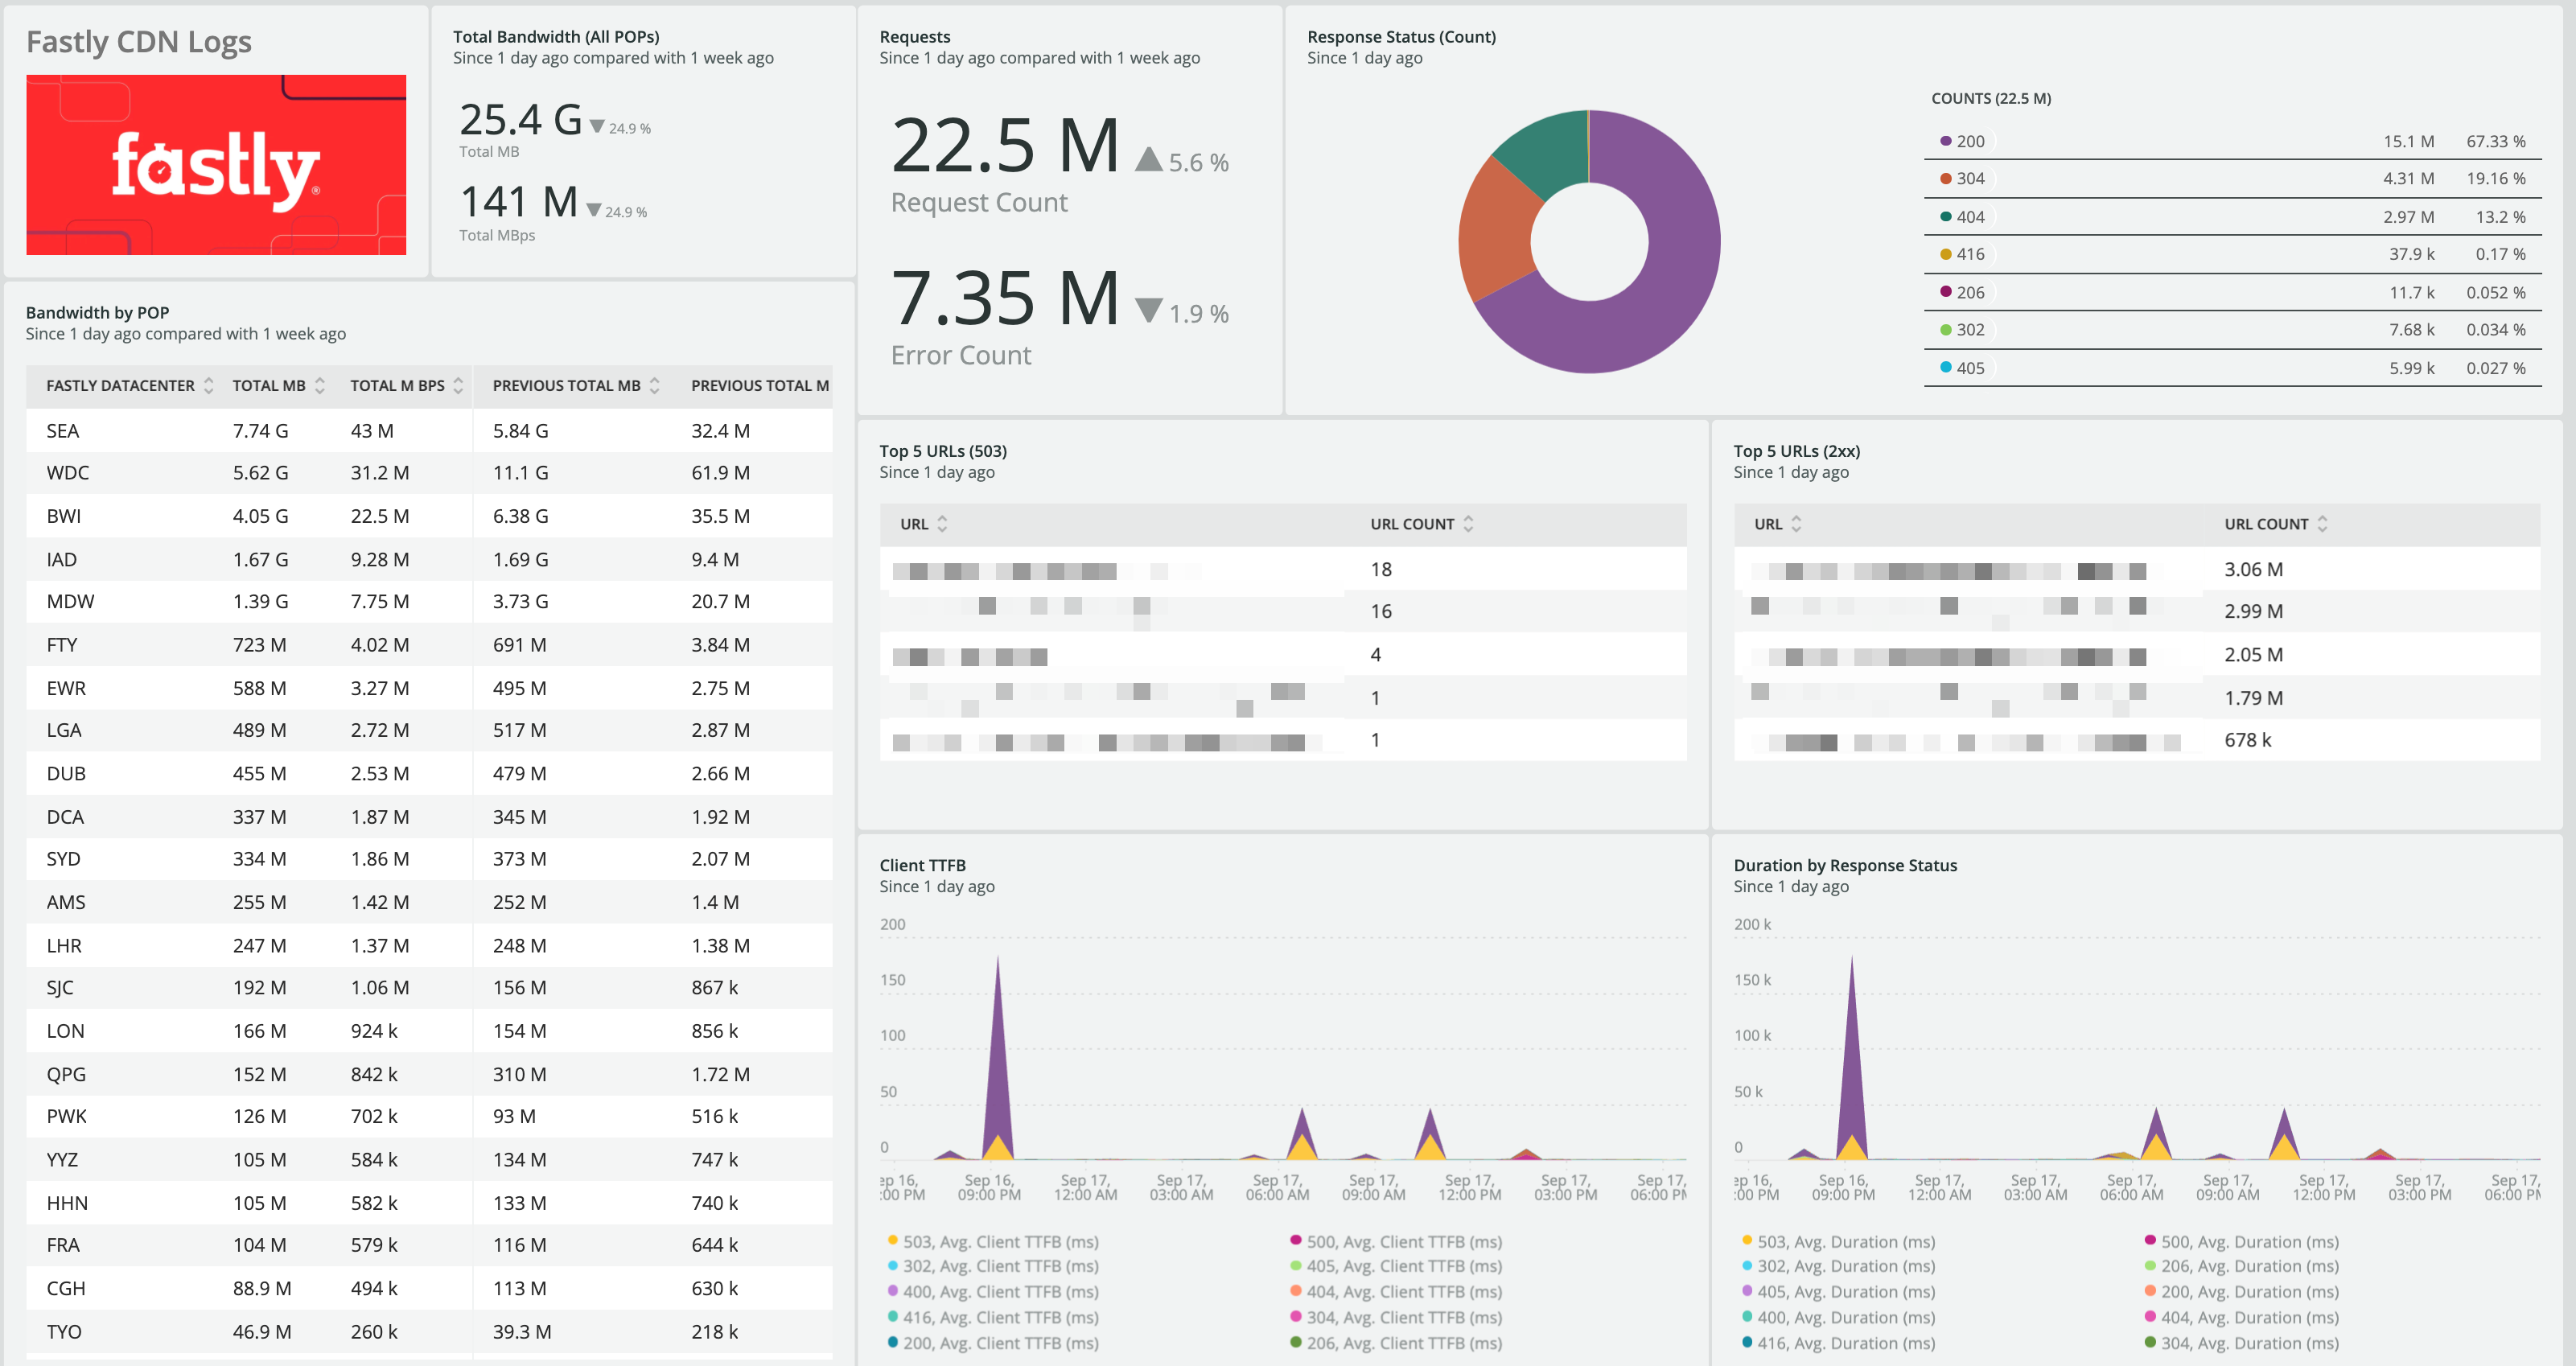 Fastly CDN Logs
fastly®
Total Bandwidth (All POPs)
Since 1 day ago compared with 1 week ago
25.4 G ▼ 24.9 %
Total MB
141 M ▼ 24.9 %
Total MBps
Requests
Since 1 day ago compared with 1 week ago
22.5 M ▲ 5.6 %
Request Count
7.35 M ▼ 1.9 %
Error Count
Response Status (Count)
Since 1 day ago
COUNTS (22.5 M)
200 15.1 M 67.33 %
304 4.31 M 19.16 %
404 2.97 M 13.2 %
416 37.9 k 0.17 %
206 11.7 k 0.052 %
302 7.68 k 0.034 %
405 5.99 k 0.027 %
Bandwidth by POP
Since 1 day ago compared with 1 week ago
FASTLY DATACENTER TOTAL MB TOTAL M BPS PREVIOUS TOTAL MB PREVIOUS TOTAL M
SEA 7.74 G 43 M 5.84 G 32.4 M
WDC 5.62 G 31.2 M 11.1 G 61.9 M
BWI 4.05 G 22.5 M 6.38 G 35.5 M
IAD 1.67 G 9.28 M 1.69 G 9.4 M
MDW 1.39 G 7.75 M 3.73 G 20.7 M
FTY 723 M 4.02 M 691 M 3.84 M
EWR 588 M 3.27 M 495 M 2.75 M
LGA 489 M 2.72 M 517 M 2.87 M
DUB 455 M 2.53 M 479 M 2.66 M
DCA 337 M 1.87 M 345 M 1.92 M
SYD 334 M 1.86 M 373 M 2.07 M
AMS 255 M 1.42 M 252 M 1.4 M
LHR 247 M 1.37 M 248 M 1.38 M
SJC 192 M 1.06 M 156 M 867 k
LON 166 M 924 k 154 M 856 k
QPG 152 M 842 k 310 M 1.72 M
PWK 126 M 702 k 93 M 516 k
YYZ 105 M 584 k 134 M 747 k
HHN 105 M 582 k 133 M 740 k
FRA 104 M 579 k 116 M 644 k
CGH 88.9 M 494 k 113 M 630 k
TYO 46.9 M 260 k 39.3 M 218 k
Top 5 URLs (503)
Since 1 day ago
URL URL COUNT
18
16
4
1
1
Top 5 URLs (2xx)
Since 1 day ago
URL URL COUNT
3.06 M
2.99 M
2.05 M
1.79 M
678 k
Client TTFB
Since 1 day ago
200
150
100
50
0
ep 16, Sep 16, Sep 17, Sep 17, Sep 17, Sep 17, Sep 17, Sep 17, Sep 17,
:00 PM 09:00 PM 12:00 AM 03:00 AM 06:00 AM 09:00 AM 12:00 PM 03:00 PM 06:00 PM
503, Avg. Client TTFB (ms) 500, Avg. Client TTFB (ms)
302, Avg. Client TTFB (ms) 405, Avg. Client TTFB (ms)
400, Avg. Client TTFB (ms) 404, Avg. Client TTFB (ms)
416, Avg. Client TTFB (ms) 304, Avg. Client TTFB (ms)
200, Avg. Client TTFB (ms) 206, Avg. Client TTFB (ms)
Duration by Response Status
Since 1 day ago
200 k
150 k
100 k
50 k
0
ep 16, Sep 16, Sep 17, Sep 17, Sep 17, Sep 17, Sep 17, Sep 17, Sep 17,
:00 PM 09:00 PM 12:00 AM 03:00 AM 06:00 AM 09:00 AM 12:00 PM 03:00 PM 06:00 PM
503, Avg. Duration (ms) 500, Avg. Duration (ms)
302, Avg. Duration (ms) 206, Avg. Duration (ms)
405, Avg. Duration (ms) 200, Avg. Duration (ms)
400, Avg. Duration (ms) 404, Avg. Duration (ms)
416, Avg. Duration (ms) 304, Avg. Duration (ms)